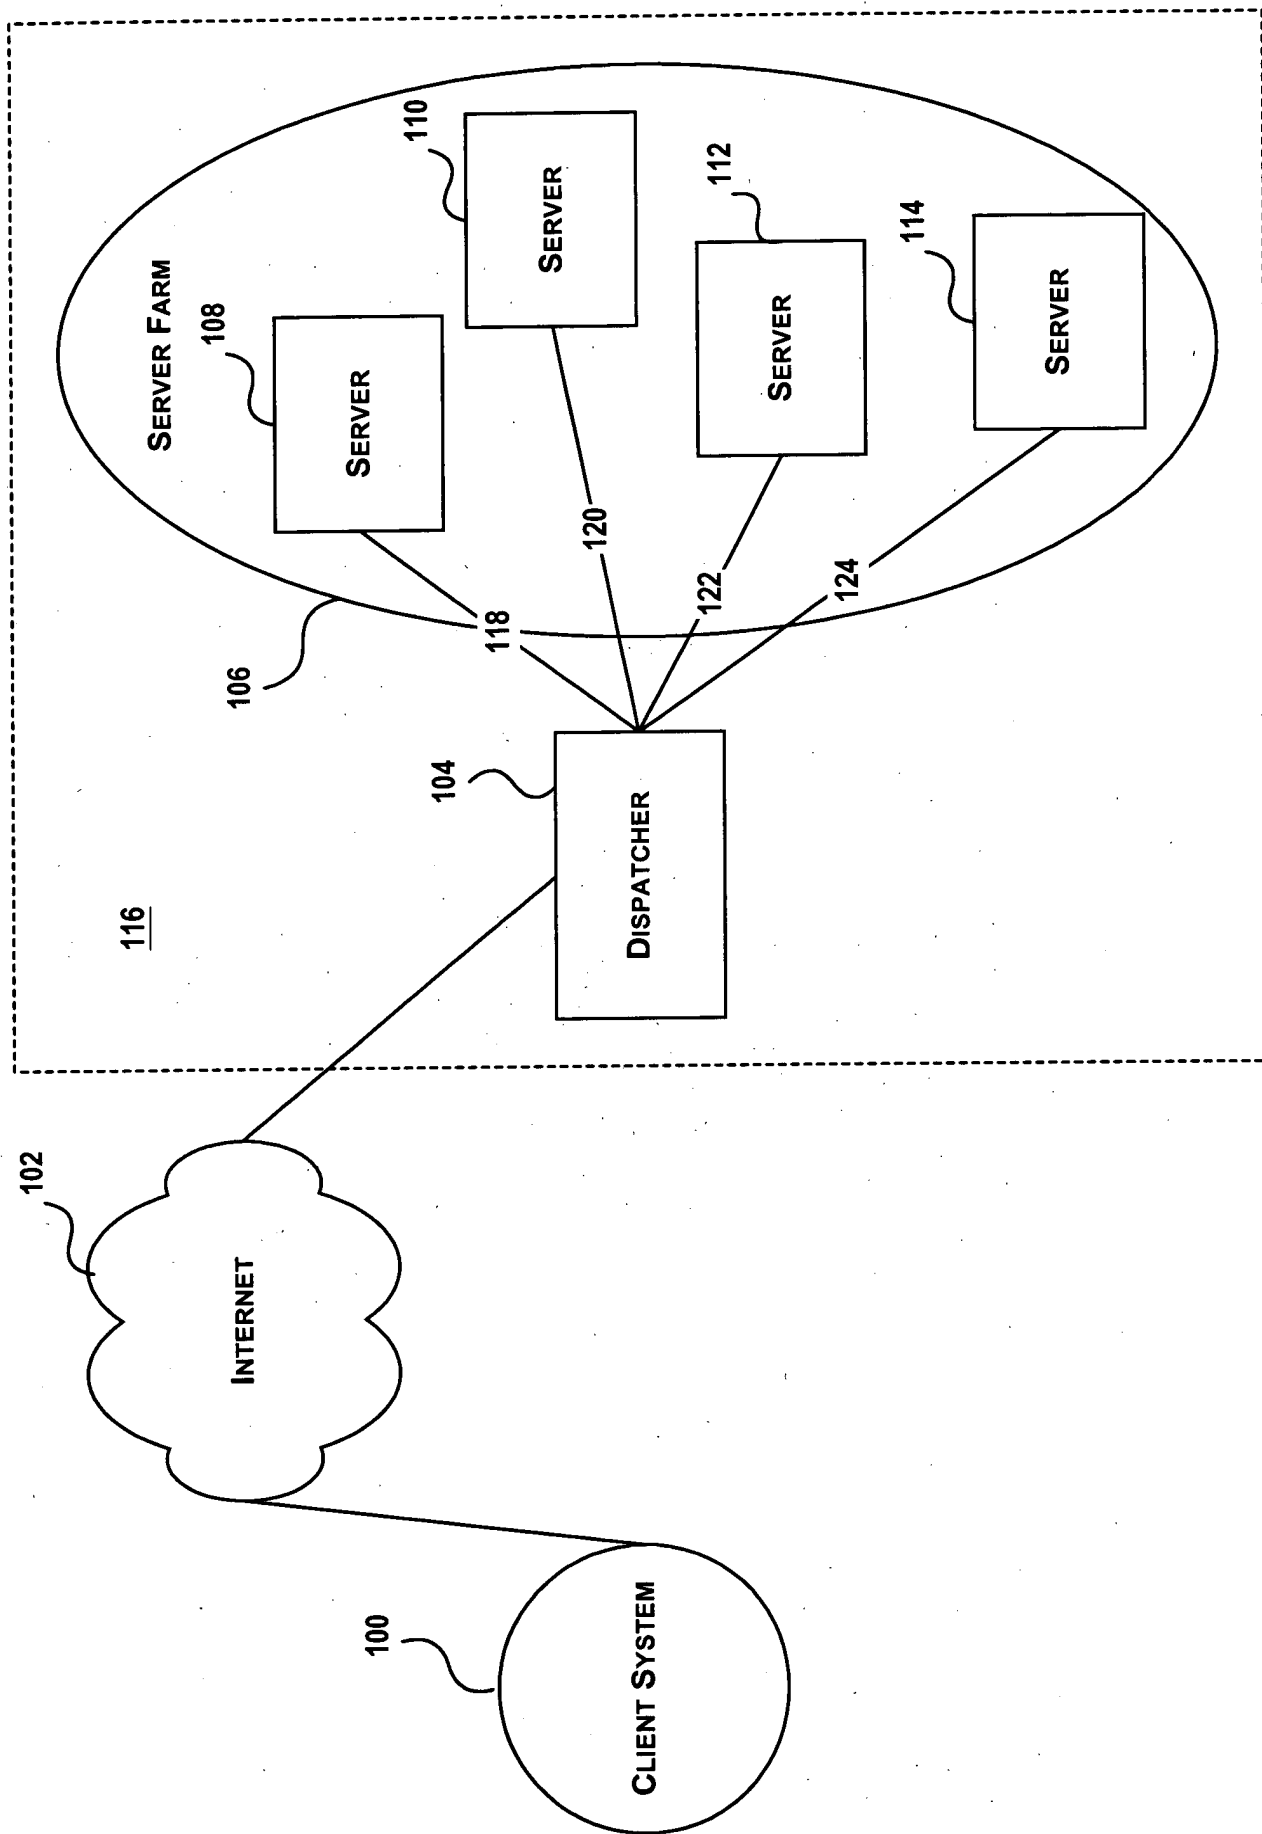 116
SERVER FARM
106
108
SERVER
110
SERVER
112
SERVER
114
SERVER
118
120
122
124
104
DISPATCHER
102
INTERNET
100
CLIENT SYSTEM